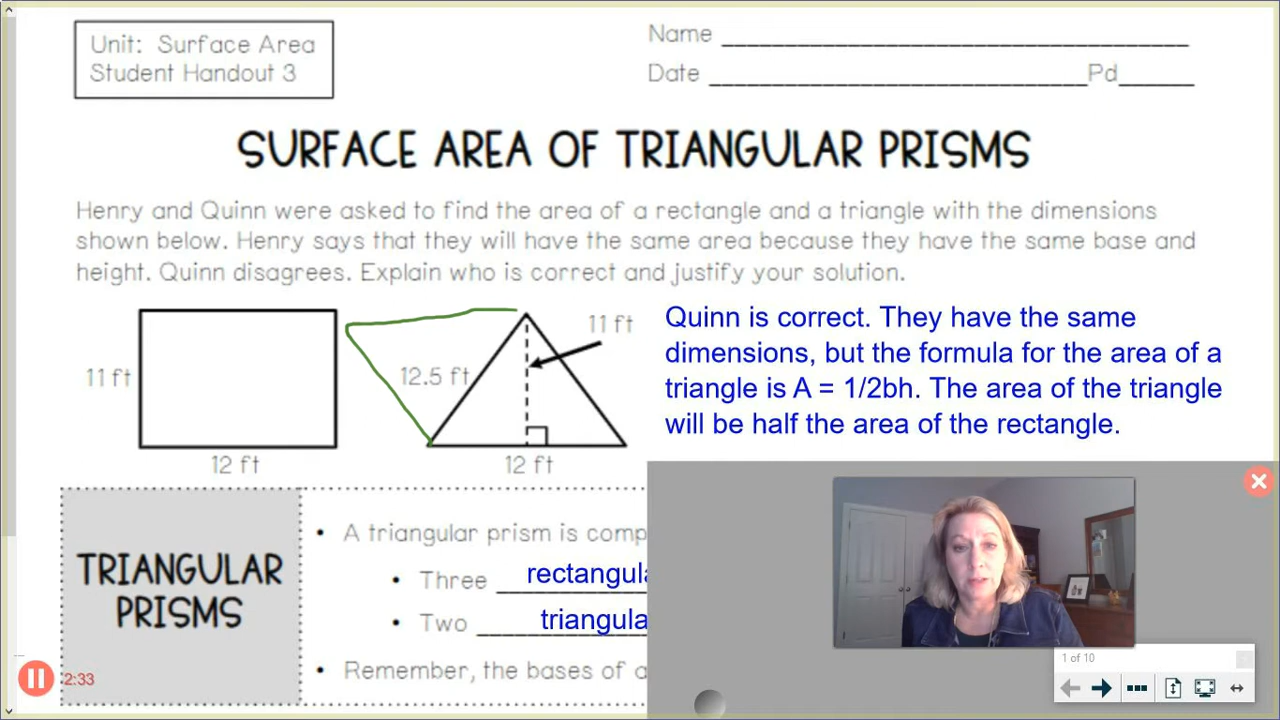 Unit: Surface Area
Student Handout 3
Name
Date Pd
SURFACE AREA OF TRIANGULAR PRISMS
Henry and Quinn were asked to find the area of a rectangle and a triangle with the dimensions
shown below. Henry says that they will have the same area because they have the same base and
height. Quinn disagrees. Explain who is correct and justify your solution.
11 ft
12 ft
12.5 ft
11 ft
12 ft
Quinn is correct. They have the same
dimensions, but the formula for the area of a
triangle is A = 1/2bh. The area of the triangle
will be half the area of the rectangle.
TRIANGULAR
PRISMS
• A triangular prism is
• Three
• Two
• Remember, the bases of
2:33
1 of 10